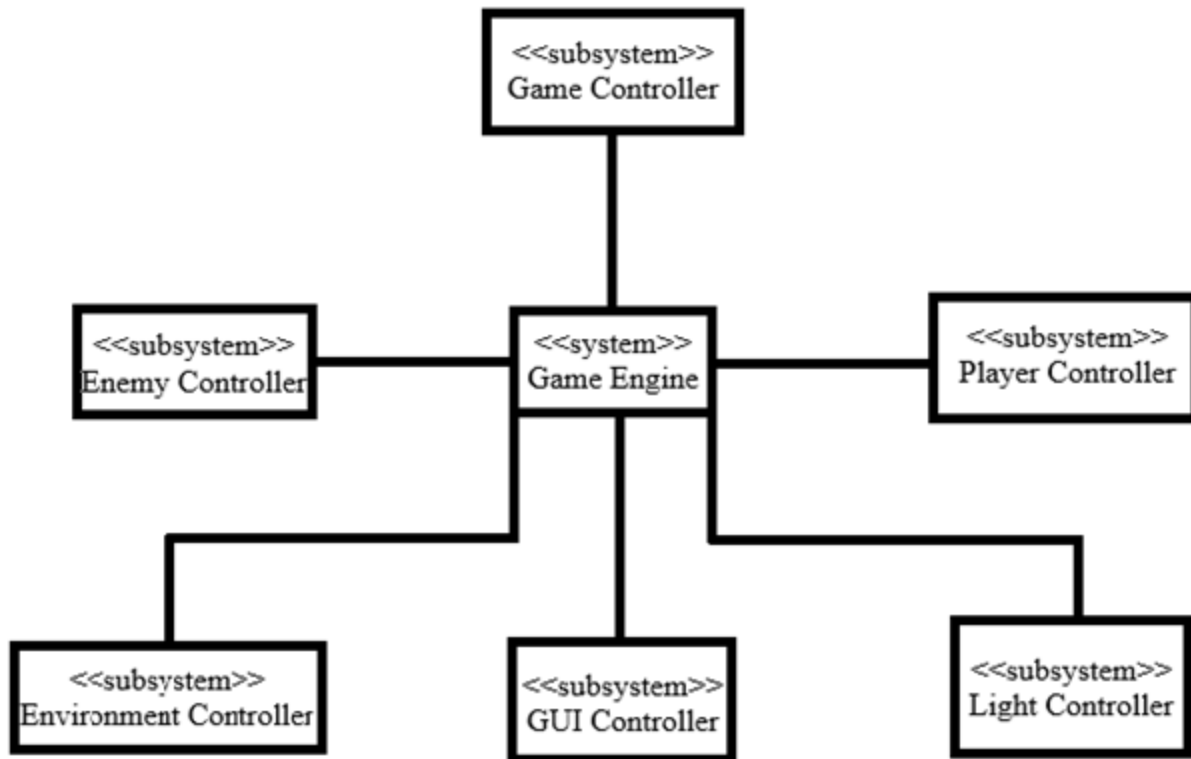 <<subsystem>>
Game Controller
<<subsystem>>
Enemy Controller
<<system>>
Game Engine
<<subsystem>>
Player Controller
<<subsystem>>
Environment Controller
<<subsystem>>
GUI Controller
<<subsystem>>
Light Controller